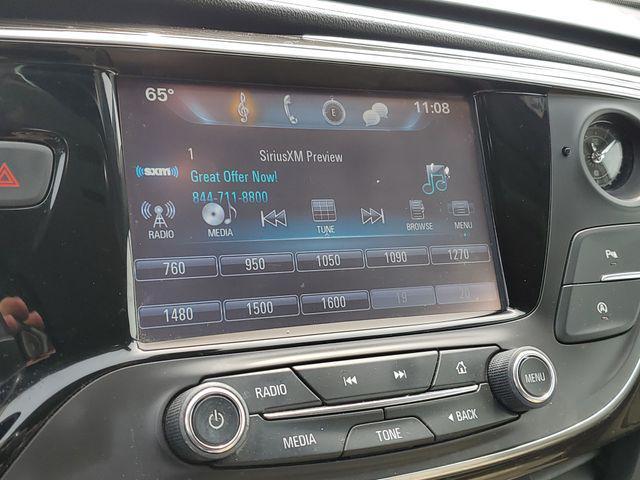 65° E 11:08
1 SiriusXM Preview
sxm Great Offer Now!
844-711-8800
RADIO MEDIA TUNE BROWSE MENU
760 950 1050 1090 1270
1480 1500 1600 19 20
RADIO
MENU
MEDIA TONE BACK